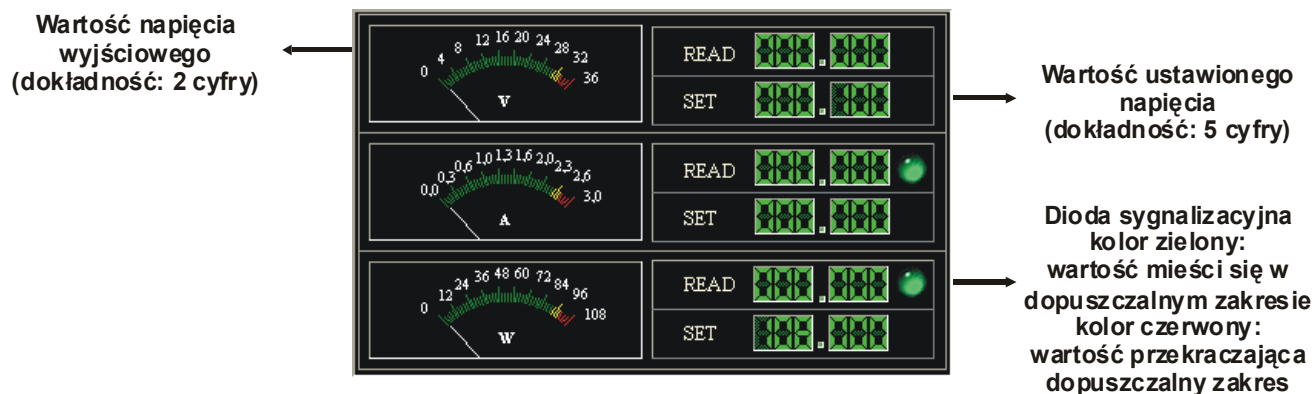 Wartość napięcia
wyjściowego
(dokładność: 2 cyfry)
0 4 8 12 16 20 24 28 32 36
V
READ
SET
0,0 0,3 0,6 1,0 1,3 1,6 2,0 2,3 2,6 3,0
A
READ
SET
0 12 24 36 48 60 72 84 96 108
W
READ
SET
Wartość ustawionego
napięcia
(dokładność: 5 cyfry)
Dioda sygnalizacyjna
kolor zielony:
wartość mieści się w
dopuszczalnym zakresie
kolor czerwony:
wartość przekraczająca
dopuszczalny zakres